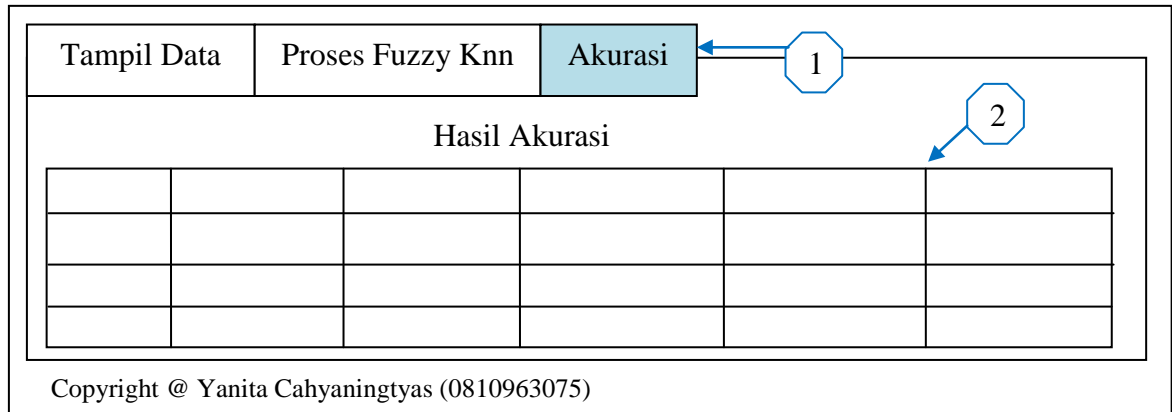 Tampil Data Proses Fuzzy Knn Akurasi 1
2
Hasil Akurasi
Copyright @ Yanita Cahyaningtyas (0810963075)